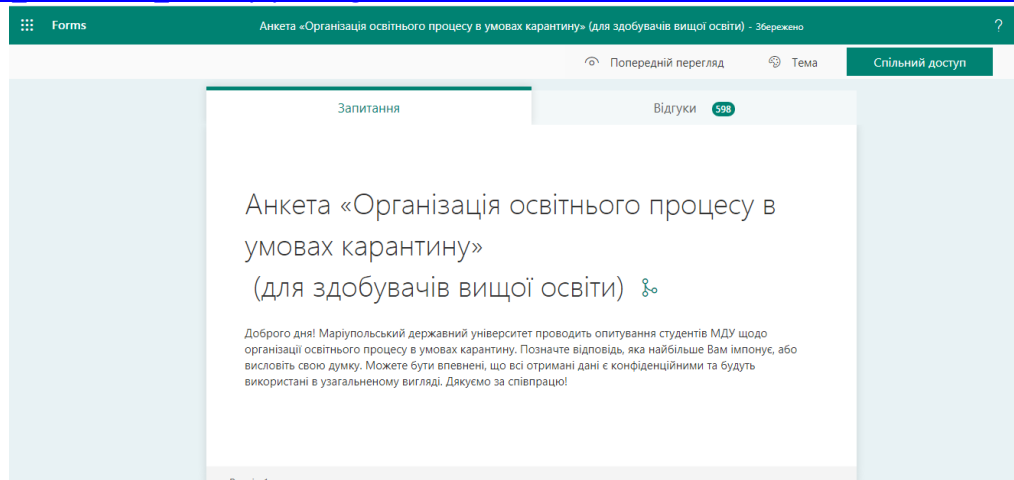 Forms
Анкета «Організація освітнього процесу в умовах карантину» (для здобувачів вищої освіти) - Збережено
?
Попередній перегляд
Тема
Спільний доступ
Запитання
Відгуки 598
Анкета «Організація освітнього процесу в
умовах карантину»
(для здобувачів вищої освіти)
Доброго дня! Маріупольський державний університет проводить опитування студентів МДУ щодо
організації освітнього процесу в умовах карантину. Позначте відповідь, яка найбільше Вам імпонує, або
висловіть свою думку. Можете бути впевнені, що всі отримані дані є конфіденційними та будуть
використані в узагальненому вигляді. Дякуємо за співпрацю!